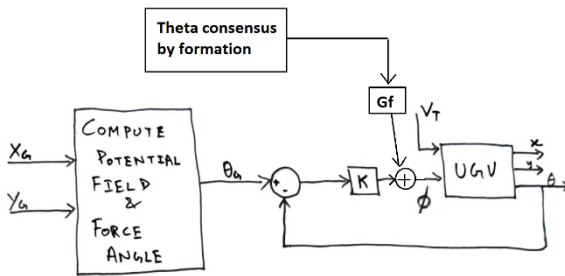 Theta consensus
by formation
Gf
V_T
X_G
Y_G
COMPUTE
POTENTIAL
FIELD
&
FORCE
ANGLE
θ_G
+
-
K
+
ϕ
UGV
x
y
θ